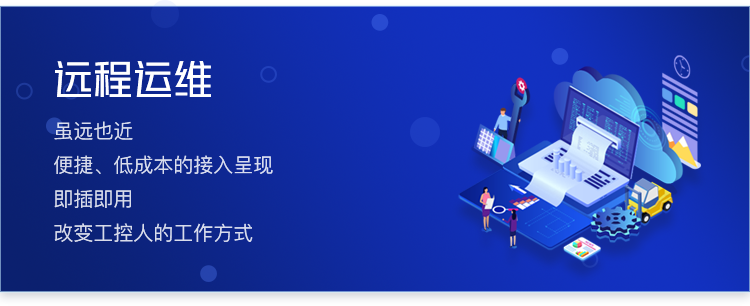 远程运维
虽远也近
便捷、低成本的接入呈现
即插即用
改变工控人的工作方式